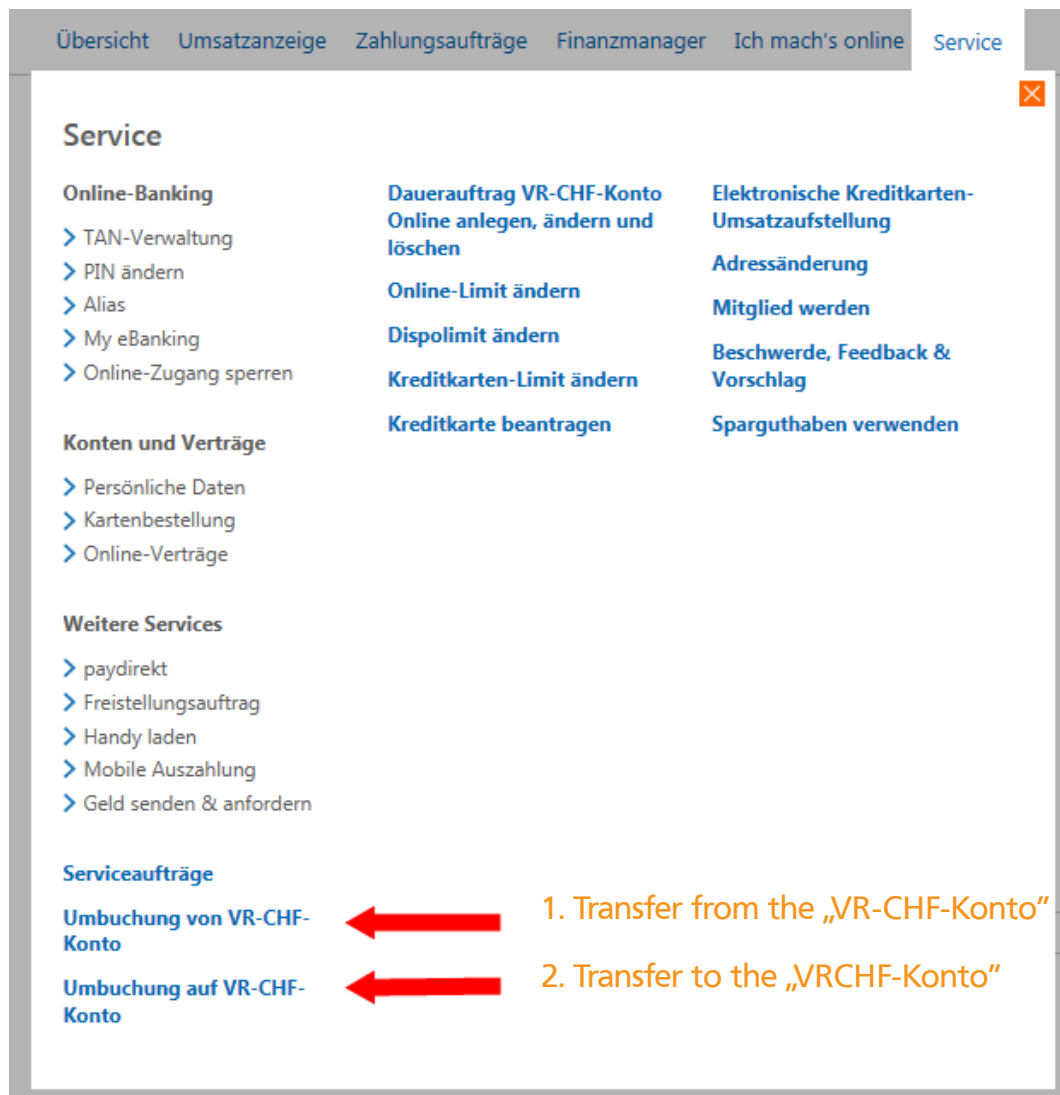 Übersicht Umsatzanzeige Zahlungsaufträge Finanzmanager Ich mach's online Service
Service
Online-Banking
TAN-Verwaltung
PIN ändern
Alias
My eBanking
Online-Zugang sperren
Konten und Verträge
Persönliche Daten
Kartenbestellung
Online-Verträge
Weitere Services
paydirekt
Freistellungsauftrag
Handy laden
Mobile Auszahlung
Geld senden & anfordern
Serviceaufträge
Umbuchung von VR-CHF-
Konto
Umbuchung auf VR-CHF-
Konto
Dauerauftrag VR-CHF-Konto
Online anlegen, ändern und
löschen
Online-Limit ändern
Dispolimit ändern
Kreditkarten-Limit ändern
Kreditkarte beantragen
Elektronische Kreditkarten-
Umsatzaufstellung
Adressänderung
Mitglied werden
Beschwerde, Feedback &
Vorschlag
Sparguthaben verwenden
1. Transfer from the „VR-CHF-Konto”
2. Transfer to the „VRCHF-Konto”